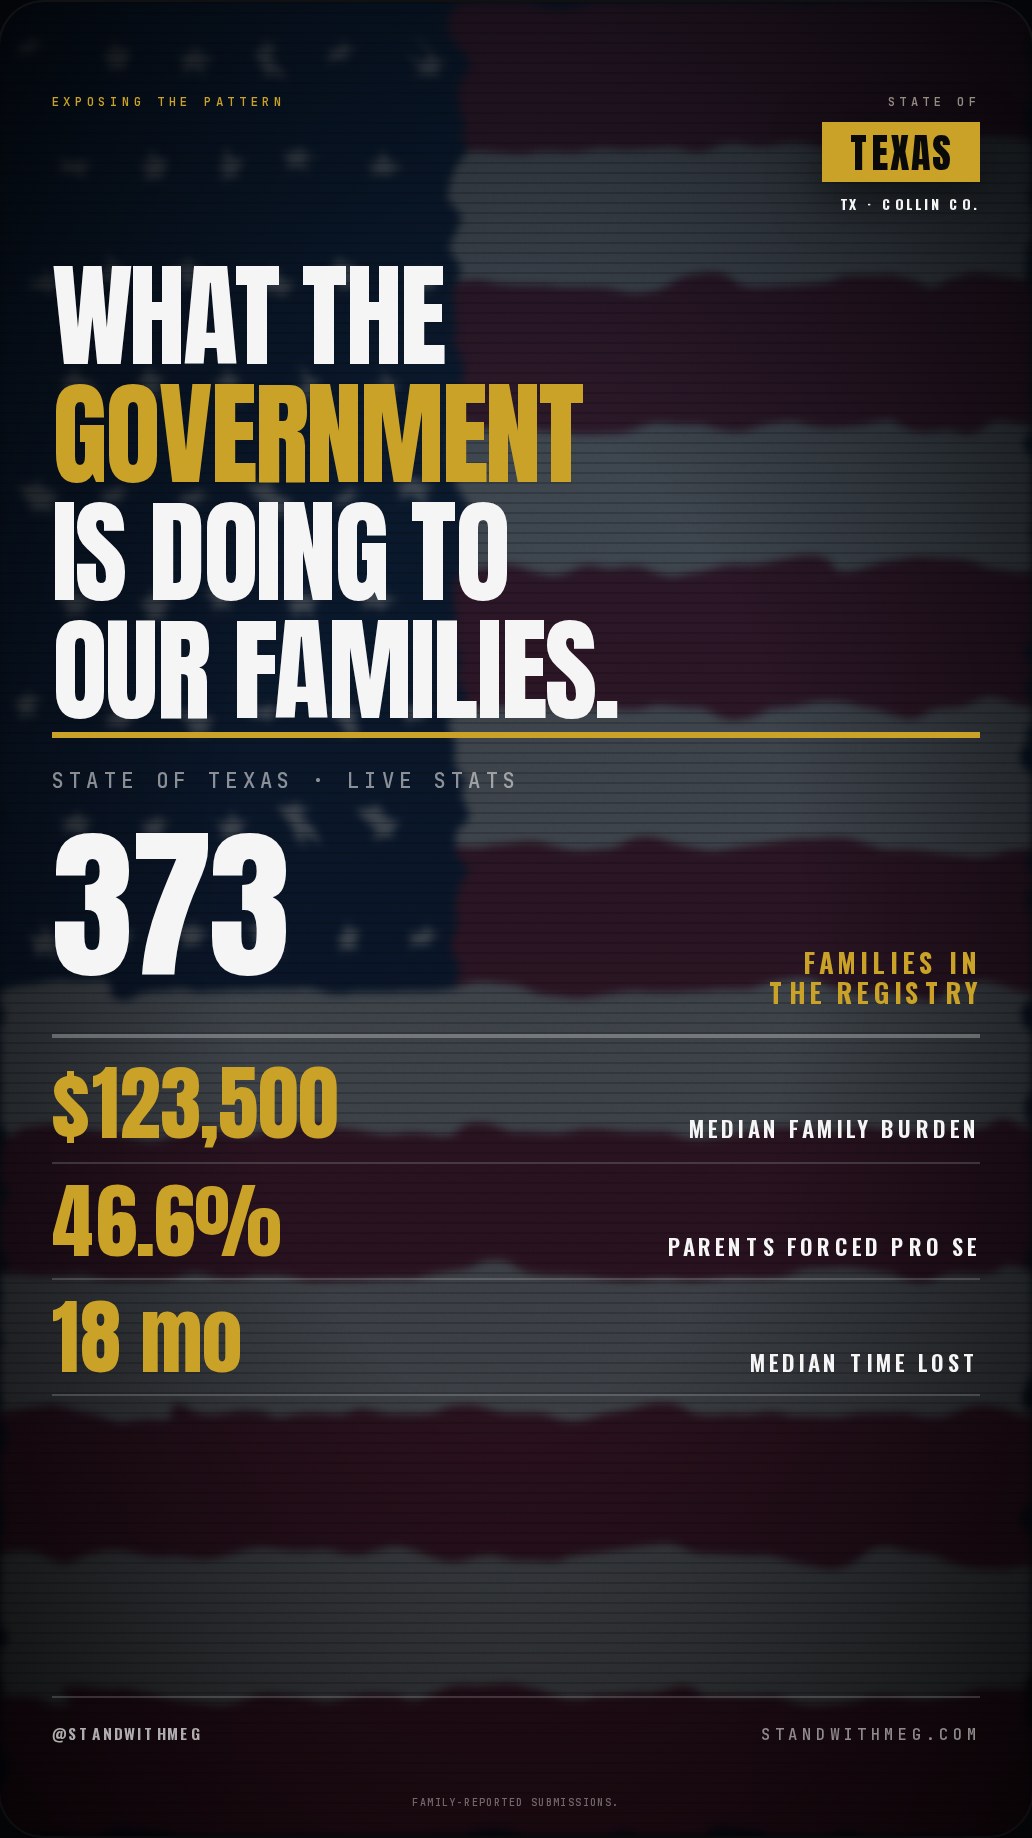 EXPOSING THE PATTERN
STATE OF
TEXAS
TX · COLLIN CO.
WHAT THE
GOVERNMENT
IS DOING TO
OUR FAMILIES.
STATE OF TEXAS · LIVE STATS
373
FAMILIES IN
THE REGISTRY
$123,500
MEDIAN FAMILY BURDEN
46.6%
PARENTS FORCED PRO SE
18 mo
MEDIAN TIME LOST
@STANDWITHMEG
STANDWITHMEG.COM
FAMILY-REPORTED SUBMISSIONS.